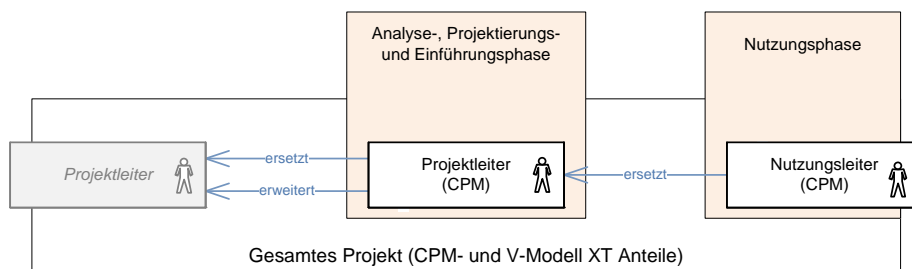 Analyse-, Projektierungs-
und Einführungsphase
Nutzungsphase
Projektleiter
ersetzt
erweitert
Projektleiter
(CPM)
ersetzt
Nutzungsleiter
(CPM)
Gesamtes Projekt (CPM- und V-Modell XT Anteile)